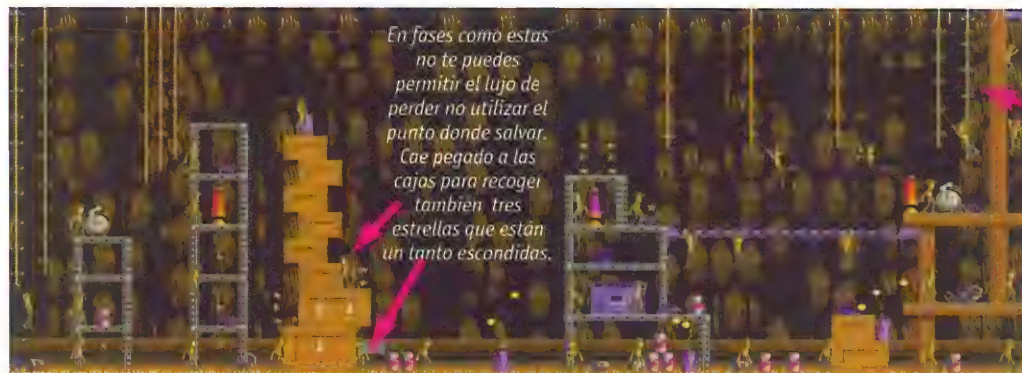 En fases como estas
no te puedes
permitir el lujo de
perder no utilizar el
punto donde salvar.
Cae pegado a las
cajas para recoger
tambien tres
estrellas que están
un tanto escondidas.